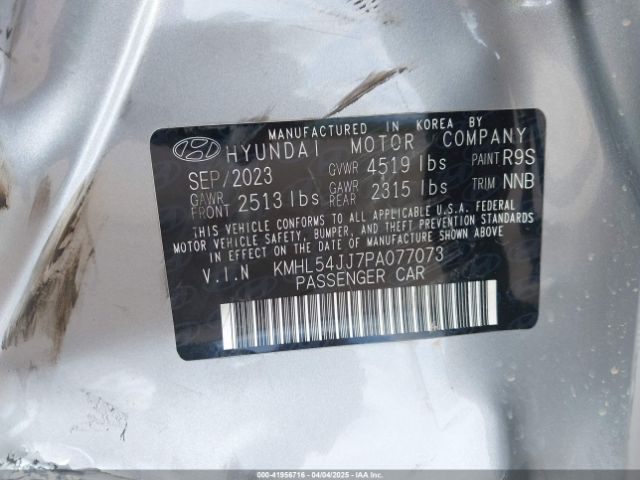 MANUFACTURED IN KOREA BY
HYUNDAI MOTOR COMPANY
SEP/2023 GVWR 4519 lbs PAINT R9S
GAWR FRONT 2513 lbs GAWR REAR 2315 lbs TRIM NNB
THIS VEHICLE CONFORMS TO ALL APPLICABLE U.S.A. FEDERAL
MOTOR VEHICLE SAFETY, BUMPER, AND THEFT PREVENTION STANDARDS
IN EFFECT ON THE DATE OF MANUFACTURE SHOWN ABOVE.
V.I.N KMHL54JJ7PA077073
PASSENGER CAR
000-41956716 - 04/04/2025 - IAAI.COM